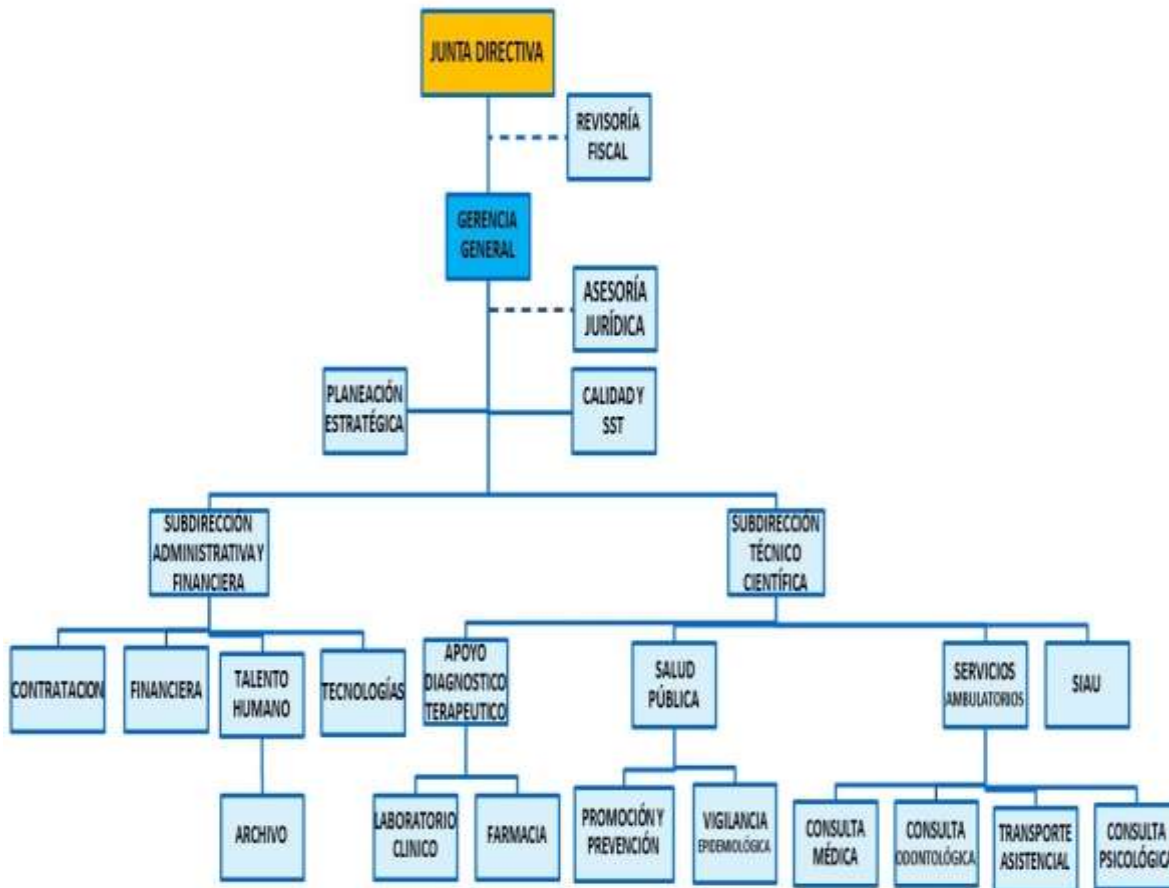 JUNTA DIRECTIVA
REVISORÍA
FISCAL
GERENCIA
GENERAL
ASESORÍA
JURÍDICA
PLANEACIÓN
ESTRATÉGICA
CALIDAD Y
SST
SUBDIRECCIÓN
ADMINISTRATIVA Y
FINANCIERA
SUBDIRECCIÓN
TÉCNICO
CIENTÍFICA
CONTRATACION
FINANCIERA
TALENTO
HUMANO
TECNOLOGÍAS
APOYO
DIAGNOSTICO
TERAPEUTICO
SALUD
PÚBLICA
SERVICIOS
AMBULATORIOS
SIAU
ARCHIVO
LABORATORIO
CLINICO
FARMACIA
PROMOCIÓN Y
PREVENCIÓN
VIGILANCIA
EPIDEMIOLÓGICA
CONSULTA
MÉDICA
CONSULTA
ODONTOLÓGICA
TRANSPORTE
ASISTENCIAL
CONSULTA
PSICOLÓGICA